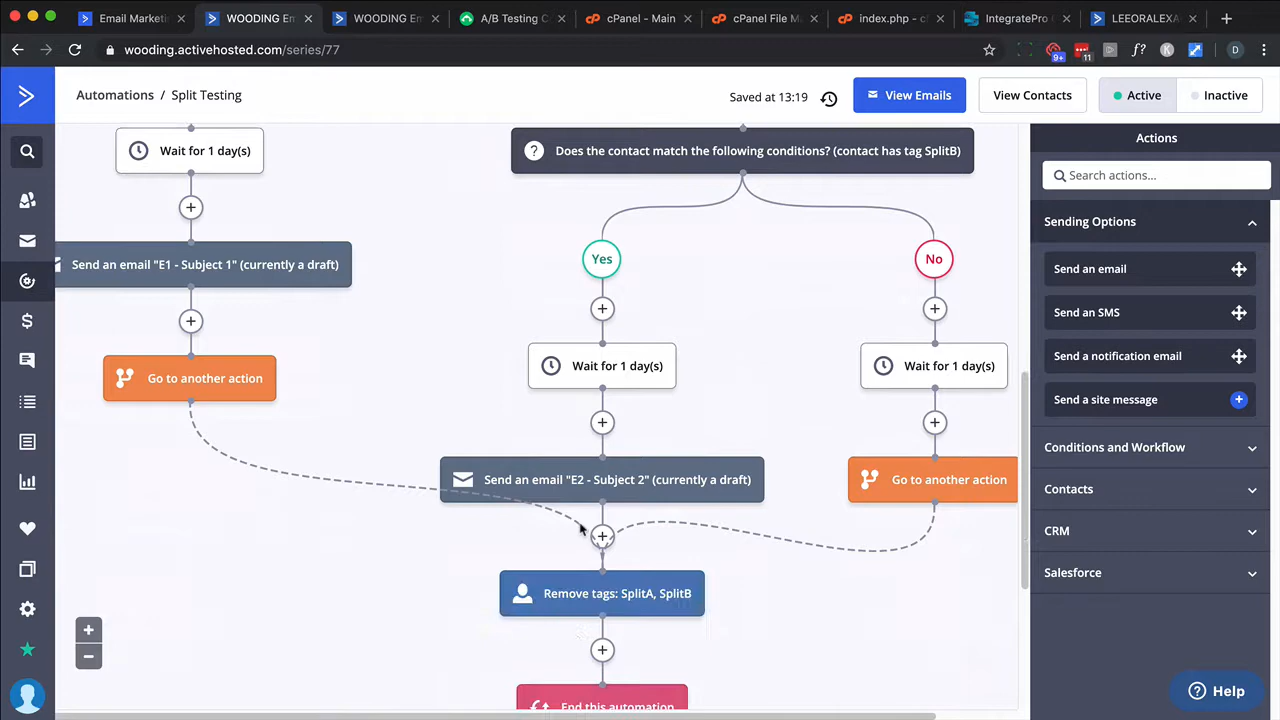 Email Marketi
WOODING Em
WOODING Em
A/B Testing C
cPanel - Main
cPanel File M
index.php - cF
IntegratePro C
LEEORALEXA
wooding.activehosted.com/series/77
9+
11
f?
K
D
Automations / Split Testing
Saved at 13:19
View Emails
View Contacts
Active
Inactive
Wait for 1 day(s)
Send an email "E1 - Subject 1" (currently a draft)
Go to another action
Does the contact match the following conditions? (contact has tag SplitB)
Yes
No
Wait for 1 day(s)
Wait for 1 day(s)
Send an email "E2 - Subject 2" (currently a draft)
Go to another action
Remove tags: SplitA, SplitB
End this automation
Actions
Search actions...
Sending Options
Send an email
Send an SMS
Send a notification email
Send a site message
Conditions and Workflow
Contacts
CRM
Salesforce
Help